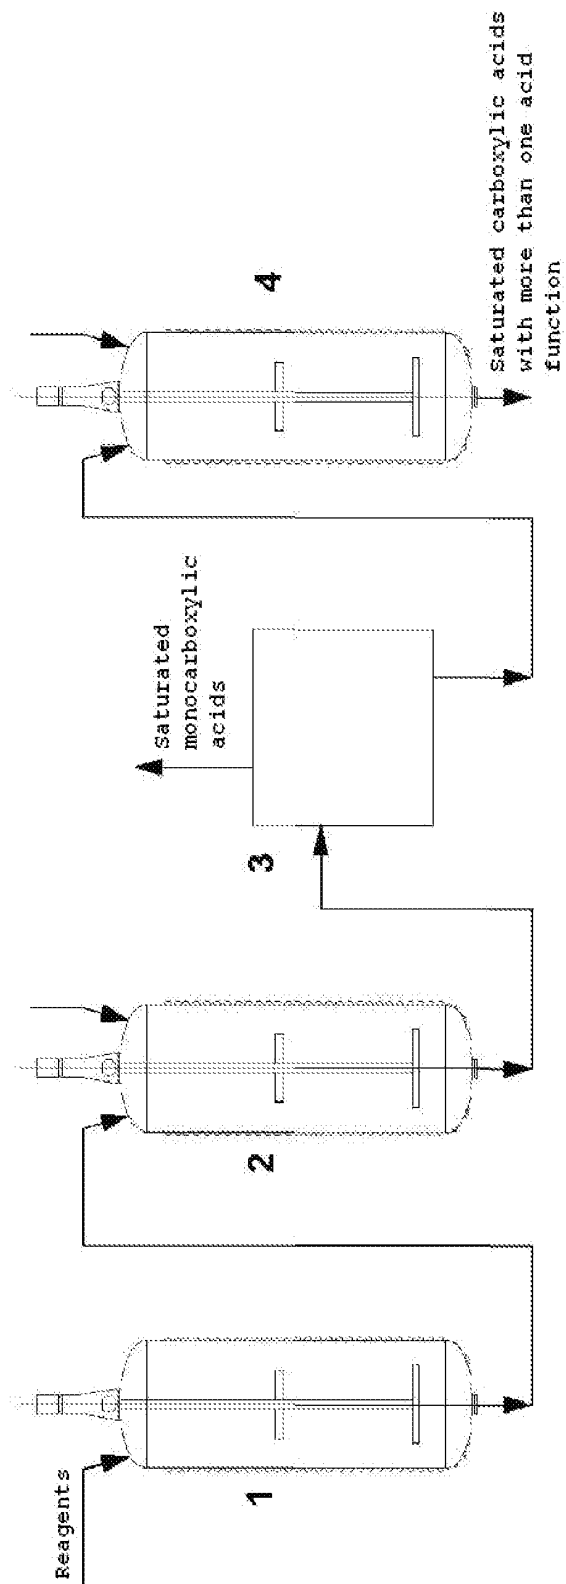 Reagents
1
2
3
Saturated
monocarboxylic
acids
4
Saturated carboxylic acids
with more than one acid
function